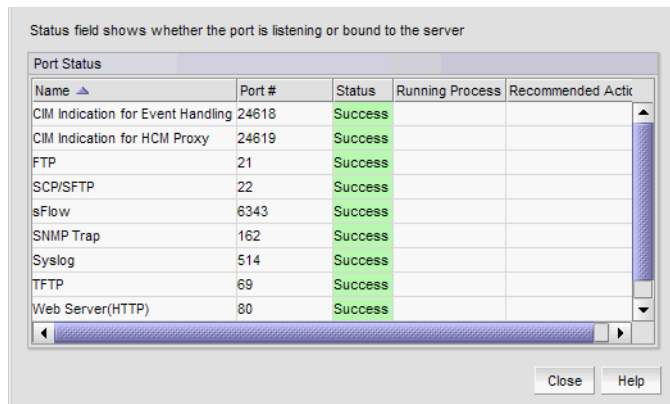 Status field shows whether the port is listening or bound to the server
Port Status
Name Port # Status Running Process Recommended Actic
CIM Indication for Event Handling 24618 Success
CIM Indication for HCM Proxy 24619 Success
FTP 21 Success
SCP/SFTP 22 Success
sFlow 6343 Success
SNMP Trap 162 Success
Syslog 514 Success
TFTP 69 Success
Web Server(HTTP) 80 Success
Close Help